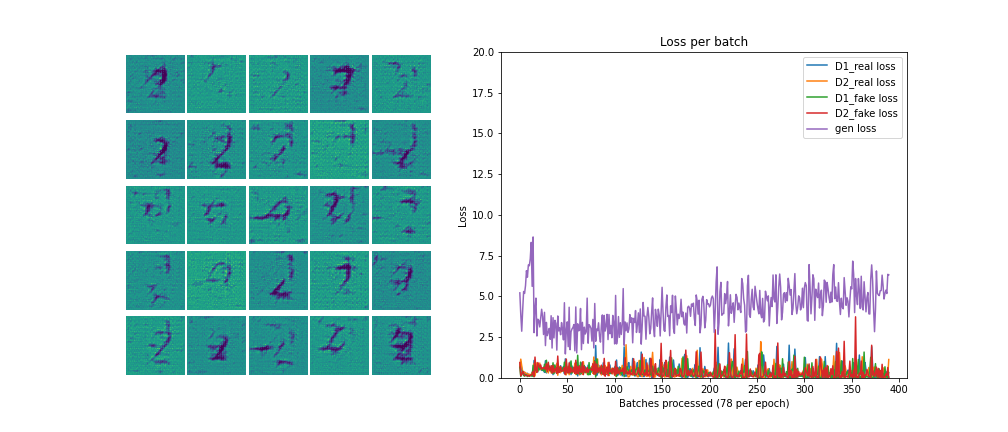 Loss per batch
20.0
17.5
15.0
12.5
10.0
7.5
5.0
2.5
0.0
Loss
D1_real loss
D2_real loss
D1_fake loss
D2_fake loss
gen loss
0 50 100 150 200 250 300 350 400
Batches processed (78 per epoch)